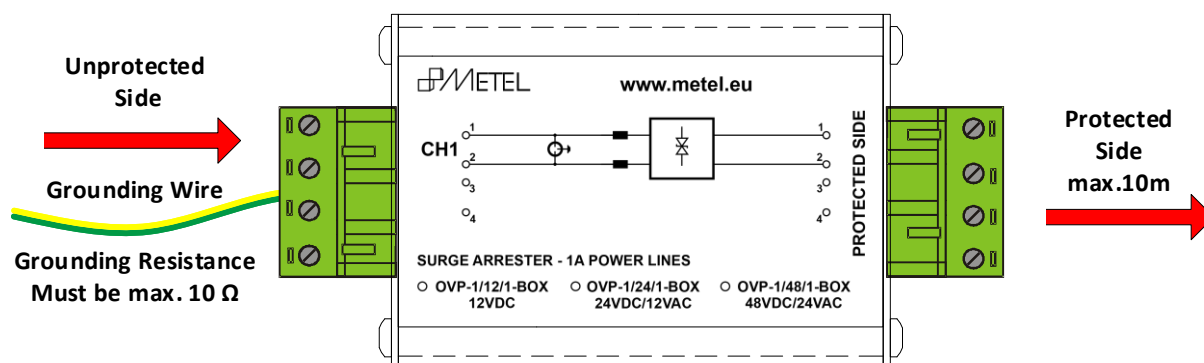 Unprotected
Side
Grounding Wire
Grounding Resistance
Must be max. 10 Ω
METEL
www.metel.eu
CH1
1
2
3
4
1
2
3
4
PROTECTED SIDE
SURGE ARRESTER - 1A POWER LINES
OVP-1/12/1-BOX OVP-1/24/1-BOX OVP-1/48/1-BOX
12VDC 24VDC/12VAC 48VDC/24VAC
Protected
Side
max.10m